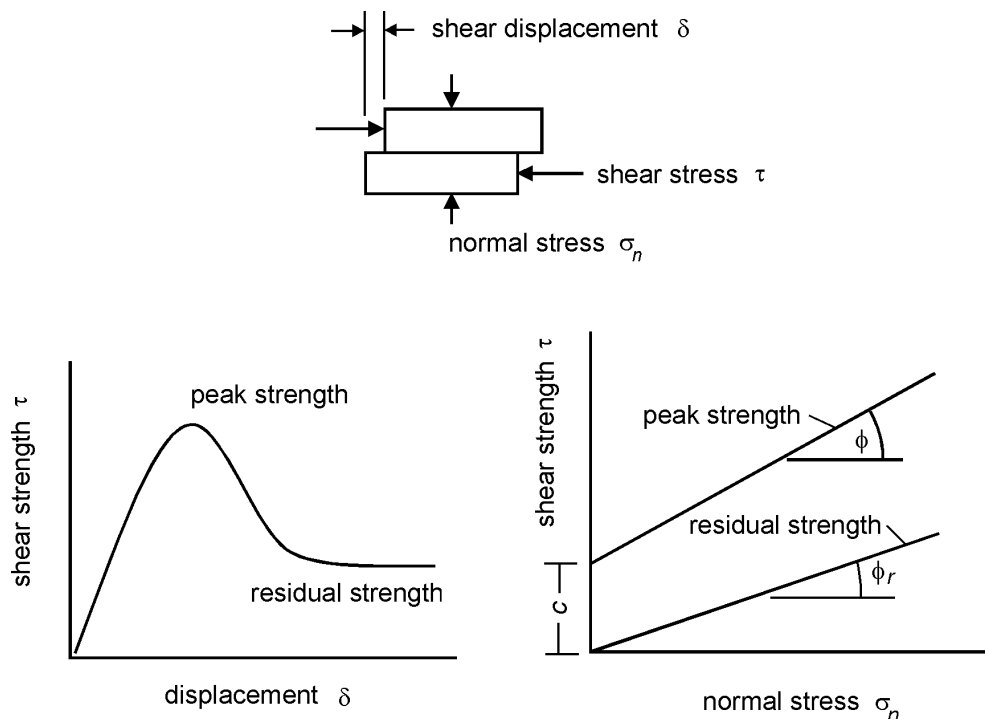 shear displacement δ
shear stress τ
normal stress σn
shear strength τ
peak strength
residual strength
displacement δ
shear strength τ
peak strength
ϕ
residual strength
ϕr
c
normal stress σn